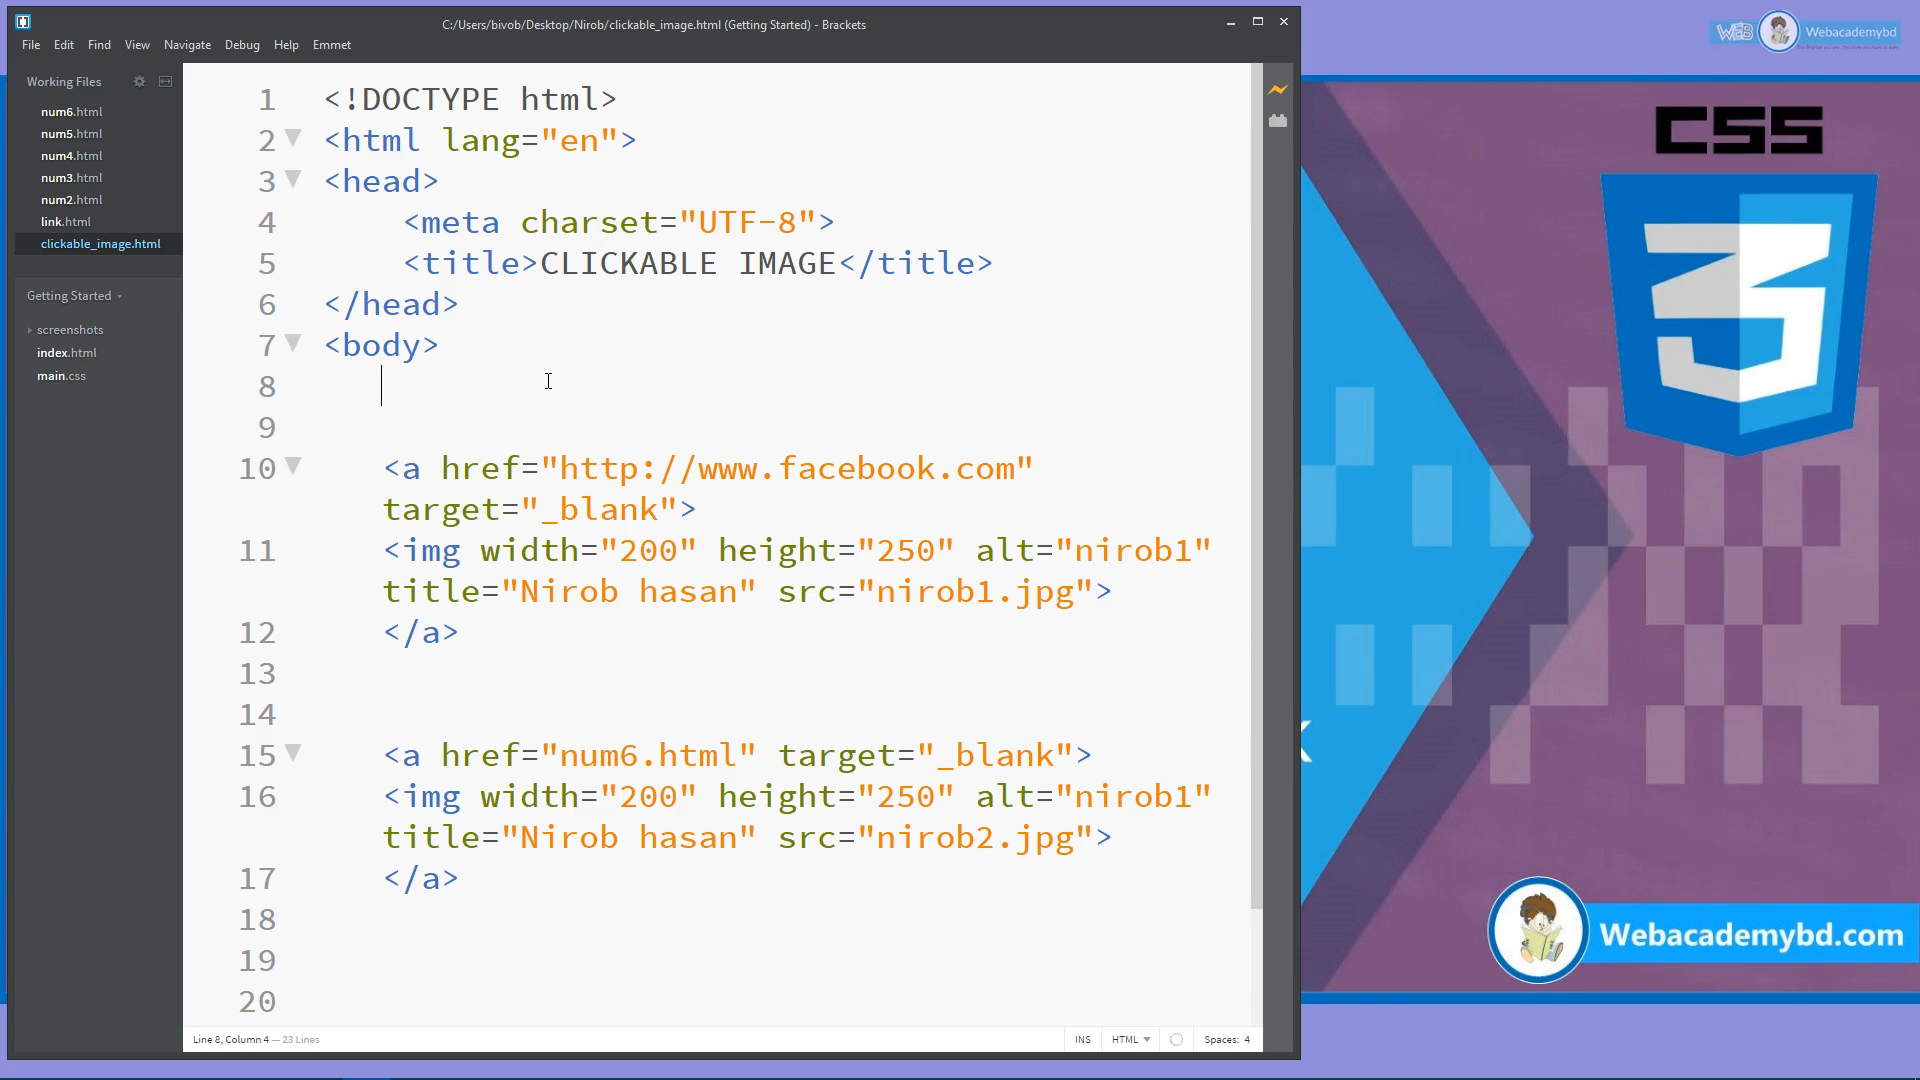 C:/Users/bivob/Desktop/Nirob/clickable_image.html (Getting Started) - Brackets
File Edit Find View Navigate Debug Help Emmet
WEB Webacademybd
Working Files
num6.html
num5.html
num4.html
num3.html
num2.html
link.html
clickable_image.html
Getting Started
screenshots
index.html
main.css
1 <!DOCTYPE html>
2 <html lang="en">
3 <head>
4 <meta charset="UTF-8">
5 <title>CLICKABLE IMAGE</title>
6 </head>
7 <body>
8
9
10 <a href="http://www.facebook.com"
target="_blank">
11 <img width="200" height="250" alt="nirob1"
title="Nirob hasan" src="nirob1.jpg">
12 </a>
13
14
15 <a href="num6.html" target="_blank">
16 <img width="200" height="250" alt="nirob1"
title="Nirob hasan" src="nirob2.jpg">
17 </a>
18
19
20
Line 8, Column 4 — 23 Lines
INS HTML Spaces: 4
CSS
3
Webacademybd.com